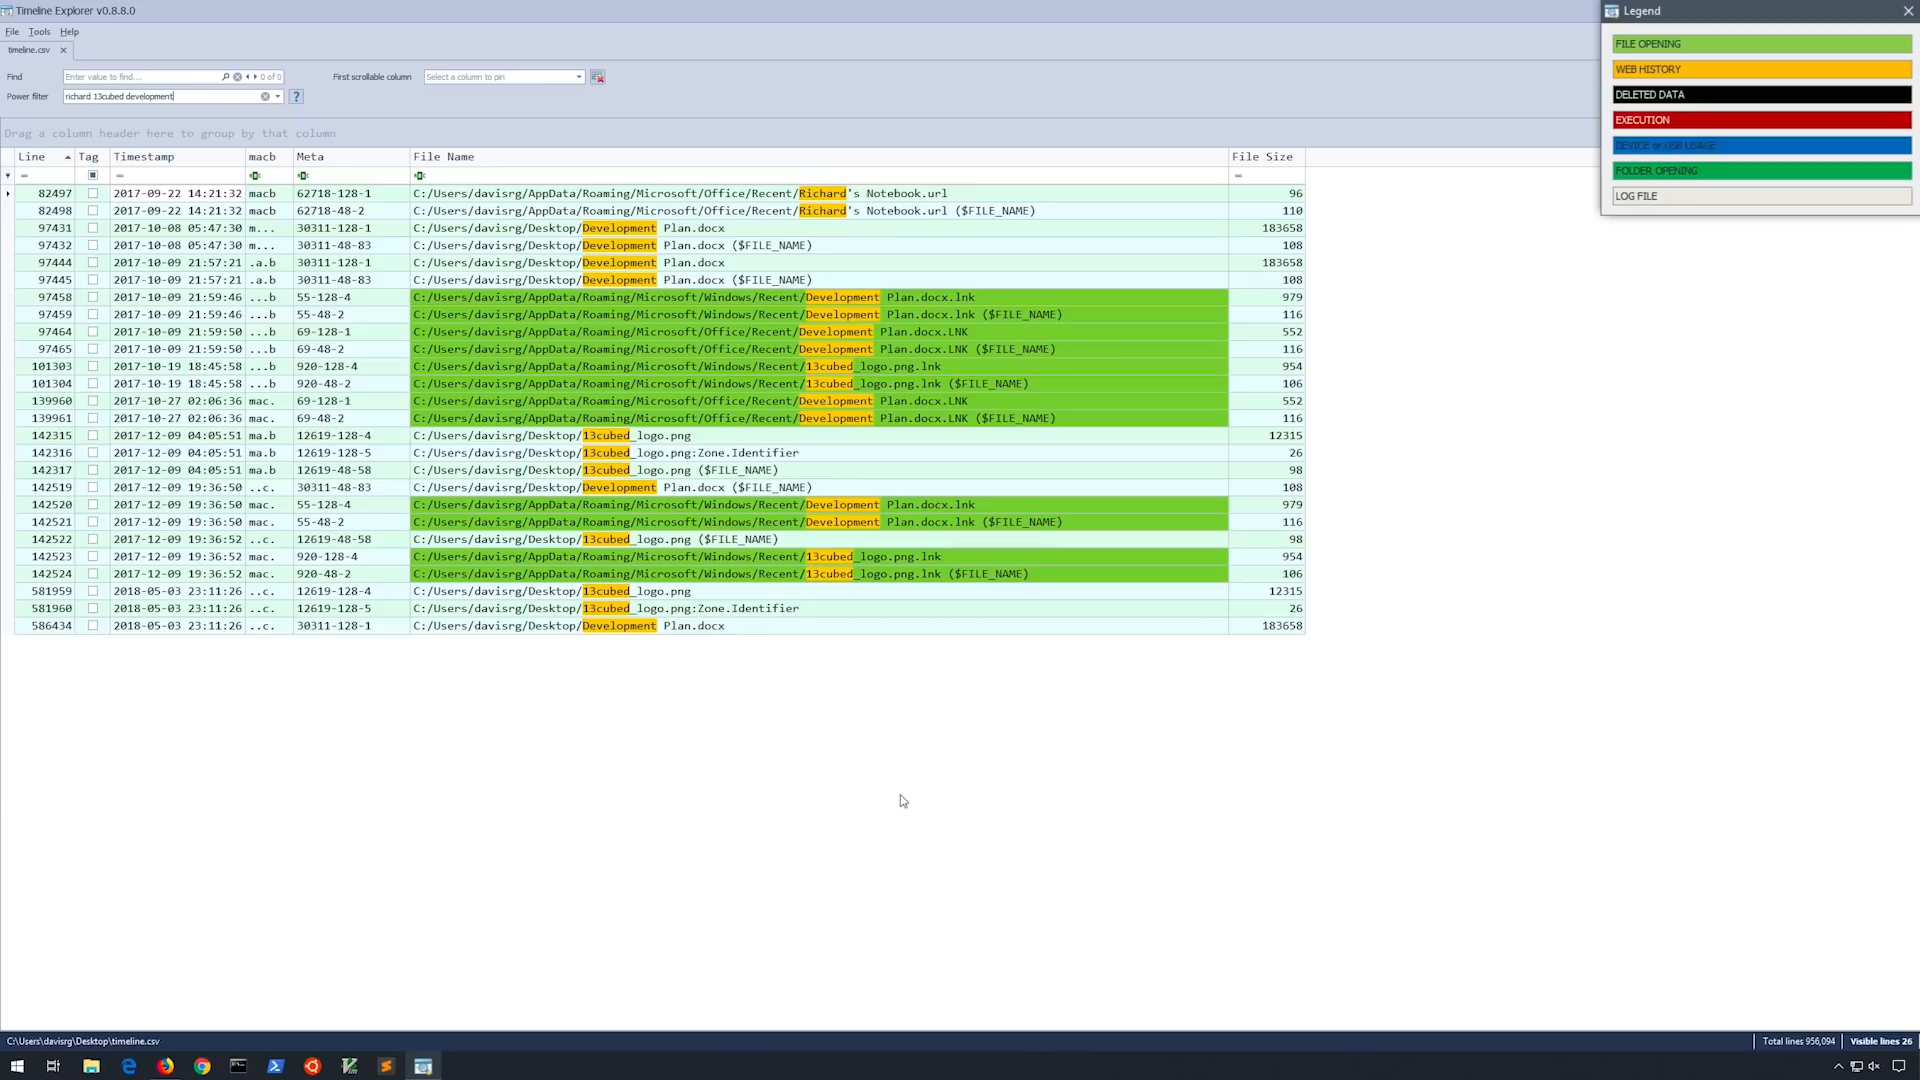 Timeline Explorer v0.8.8.0
File Tools Help
timeline.csv
Find Enter value to find... 0 of 0 First scrollable column Select a column to pin
Power filter richard 13cubed development ?
Drag a column header here to group by that column
Line Tag Timestamp macb Meta File Name File Size
82497 2017-09-22 14:21:32 macb 62718-128-1 C:/Users/davisrg/AppData/Roaming/Microsoft/Office/Recent/Richard's Notebook.url 96
82498 2017-09-22 14:21:32 macb 62718-48-2 C:/Users/davisrg/AppData/Roaming/Microsoft/Office/Recent/Richard's Notebook.url ($FILE_NAME) 110
97431 2017-10-08 05:47:30 m... 30311-128-1 C:/Users/davisrg/Desktop/Development Plan.docx 183658
97432 2017-10-08 05:47:30 m... 30311-48-83 C:/Users/davisrg/Desktop/Development Plan.docx ($FILE_NAME) 108
97444 2017-10-09 21:57:21 .a.b 30311-128-1 C:/Users/davisrg/Desktop/Development Plan.docx 183658
97445 2017-10-09 21:57:21 .a.b 30311-48-83 C:/Users/davisrg/Desktop/Development Plan.docx ($FILE_NAME) 108
97458 2017-10-09 21:59:46 ...b 55-128-4 C:/Users/davisrg/AppData/Roaming/Microsoft/Windows/Recent/Development Plan.docx.lnk 979
97459 2017-10-09 21:59:46 ...b 55-48-2 C:/Users/davisrg/AppData/Roaming/Microsoft/Windows/Recent/Development Plan.docx.lnk ($FILE_NAME) 116
97464 2017-10-09 21:59:50 ...b 69-128-1 C:/Users/davisrg/AppData/Roaming/Microsoft/Office/Recent/Development Plan.docx.LNK 552
97465 2017-10-09 21:59:50 ...b 69-48-2 C:/Users/davisrg/AppData/Roaming/Microsoft/Office/Recent/Development Plan.docx.LNK ($FILE_NAME) 116
101303 2017-10-19 18:45:58 ...b 920-128-4 C:/Users/davisrg/AppData/Roaming/Microsoft/Windows/Recent/13cubed_logo.png.lnk 954
101304 2017-10-19 18:45:58 ...b 920-48-2 C:/Users/davisrg/AppData/Roaming/Microsoft/Windows/Recent/13cubed_logo.png.lnk ($FILE_NAME) 106
139960 2017-10-27 02:06:36 mac. 69-128-1 C:/Users/davisrg/AppData/Roaming/Microsoft/Office/Recent/Development Plan.docx.LNK 552
139961 2017-10-27 02:06:36 mac. 69-48-2 C:/Users/davisrg/AppData/Roaming/Microsoft/Office/Recent/Development Plan.docx.LNK ($FILE_NAME) 116
142315 2017-12-09 04:05:51 ma.b 12619-128-4 C:/Users/davisrg/Desktop/13cubed_logo.png 12315
142316 2017-12-09 04:05:51 ma.b 12619-128-5 C:/Users/davisrg/Desktop/13cubed_logo.png:Zone.Identifier 26
142317 2017-12-09 04:05:51 ma.b 12619-48-58 C:/Users/davisrg/Desktop/13cubed_logo.png ($FILE_NAME) 98
142519 2017-12-09 19:36:50 ..c. 30311-48-83 C:/Users/davisrg/Desktop/Development Plan.docx ($FILE_NAME) 108
142520 2017-12-09 19:36:50 mac. 55-128-4 C:/Users/davisrg/AppData/Roaming/Microsoft/Windows/Recent/Development Plan.docx.lnk 979
142521 2017-12-09 19:36:50 mac. 55-48-2 C:/Users/davisrg/AppData/Roaming/Microsoft/Windows/Recent/Development Plan.docx.lnk ($FILE_NAME) 116
142522 2017-12-09 19:36:52 ..c. 12619-48-58 C:/Users/davisrg/Desktop/13cubed_logo.png ($FILE_NAME) 98
142523 2017-12-09 19:36:52 mac. 920-128-4 C:/Users/davisrg/AppData/Roaming/Microsoft/Windows/Recent/13cubed_logo.png.lnk 954
142524 2017-12-09 19:36:52 mac. 920-48-2 C:/Users/davisrg/AppData/Roaming/Microsoft/Windows/Recent/13cubed_logo.png.lnk ($FILE_NAME) 106
581959 2018-05-03 23:11:26 ..c. 12619-128-4 C:/Users/davisrg/Desktop/13cubed_logo.png 12315
581960 2018-05-03 23:11:26 ..c. 12619-128-5 C:/Users/davisrg/Desktop/13cubed_logo.png:Zone.Identifier 26
586434 2018-05-03 23:11:26 ..c. 30311-128-1 C:/Users/davisrg/Desktop/Development Plan.docx 183658
Legend
FILE OPENING
WEB HISTORY
DELETED DATA
EXECUTION
DEVICE or USB USAGE
FOLDER OPENING
LOG FILE
C:\Users\davisrg\Desktop\timeline.csv Total lines 956,094 Visible lines 26